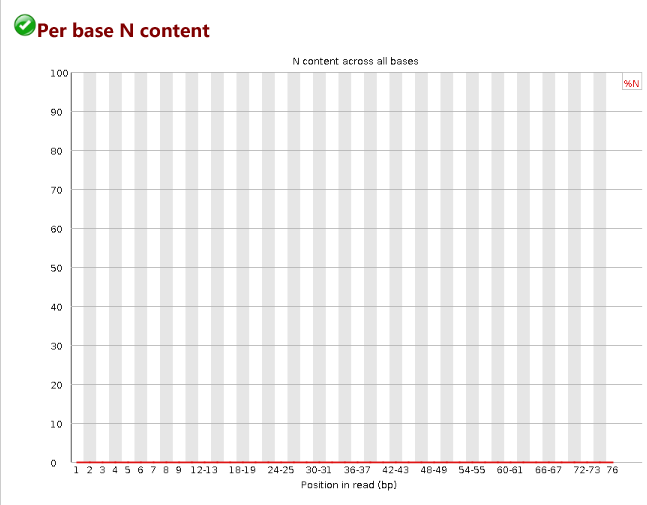 Per base N content
N content across all bases
%N
100
90
80
70
60
50
40
30
20
10
0
1 2 3 4 5 6 7 8 9 12-13 18-19 24-25 30-31 36-37 42-43 48-49 54-55 60-61 66-67 72-73 76
Position in read (bp)